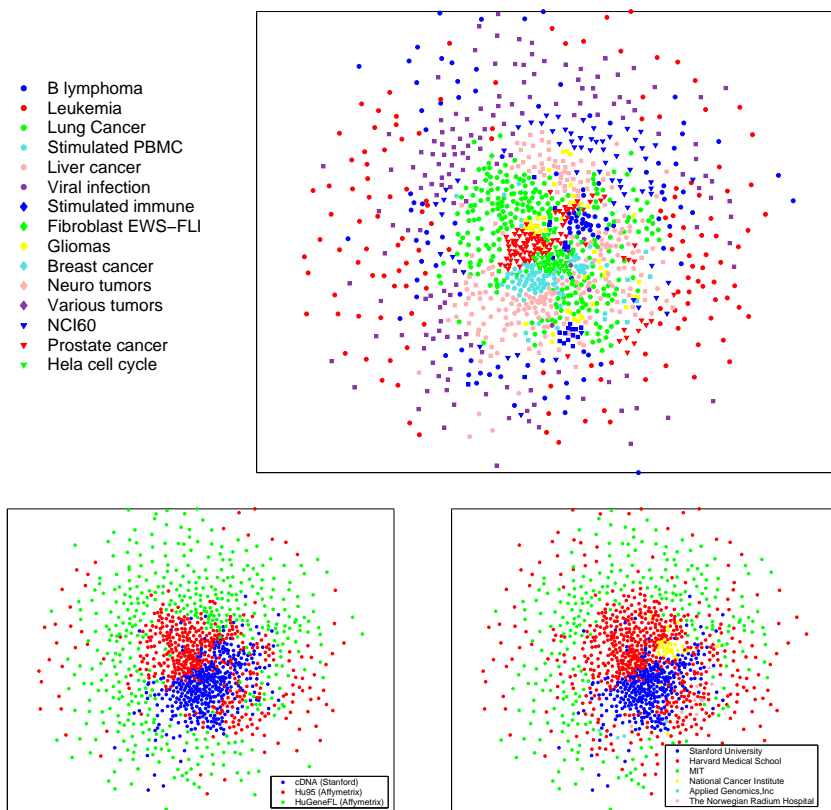 B lymphoma
Leukemia
Lung Cancer
Stimulated PBMC
Liver cancer
Viral infection
Stimulated immune
Fibroblast EWS−FLI
Gliomas
Breast cancer
Neuro tumors
Various tumors
NCI60
Prostate cancer
Hela cell cycle
cDNA (Stanford)
Hu95 (Affymetrix)
HuGeneFL (Affymetrix)
Stanford University
Harvard Medical School
MIT
National Cancer Institute
Applied Genomics,Inc
The Norwegian Radium Hospital